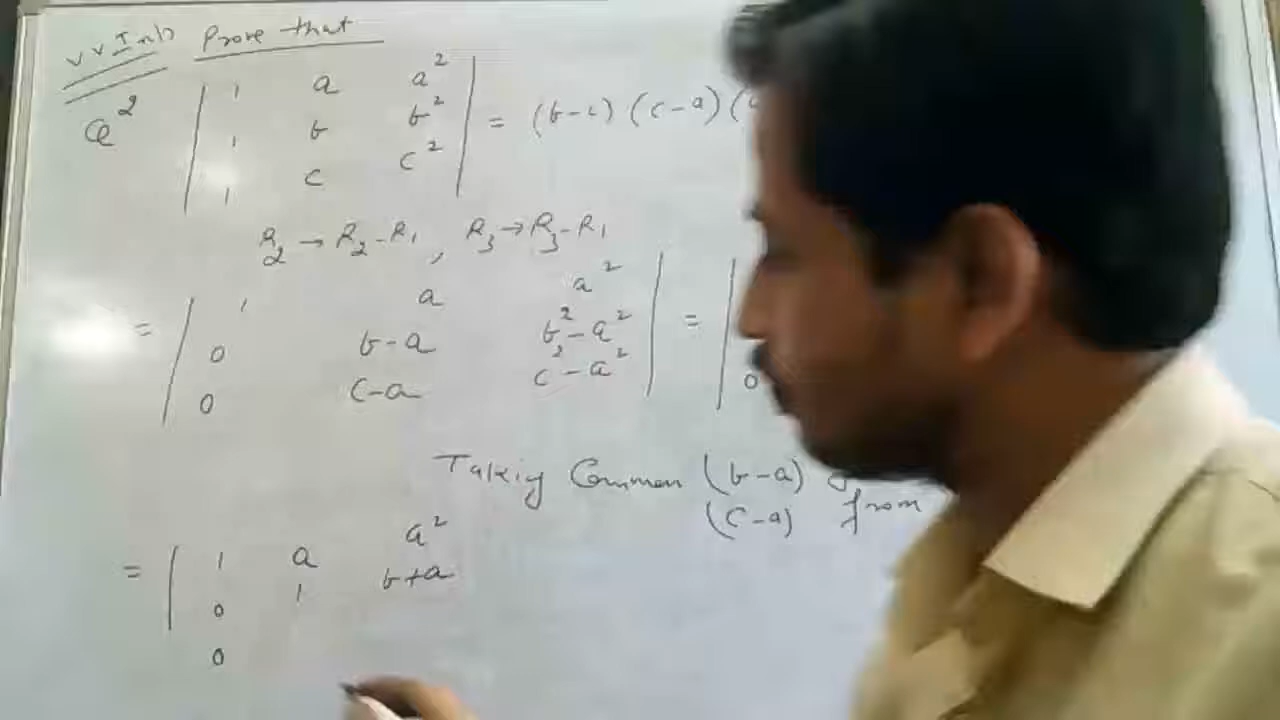 v v Imp Prove that
Q 2 | 1 a a² |
| 1 b b² | = (b-c) (c-a) (
| 1 c c² |
R₂ → R₂-R₁ , R₃ → R₃-R₁
= | 1 a a² | = |
| 0 b-a b²-a² |
| 0 c-a c²-a² | | 0
Taking Common (b-a)
(c-a) from
= | 1 a a²
| 0 1 b+a
0